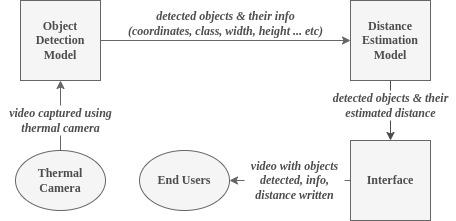 Object
Detection
Model
detected objects & their info
(coordinates, class, width, height ... etc)
Distance
Estimation
Model
video captured using
thermal camera
detected objects & their
estimated distance
Thermal
Camera
End Users
video with objects
detected, info,
distance written
Interface